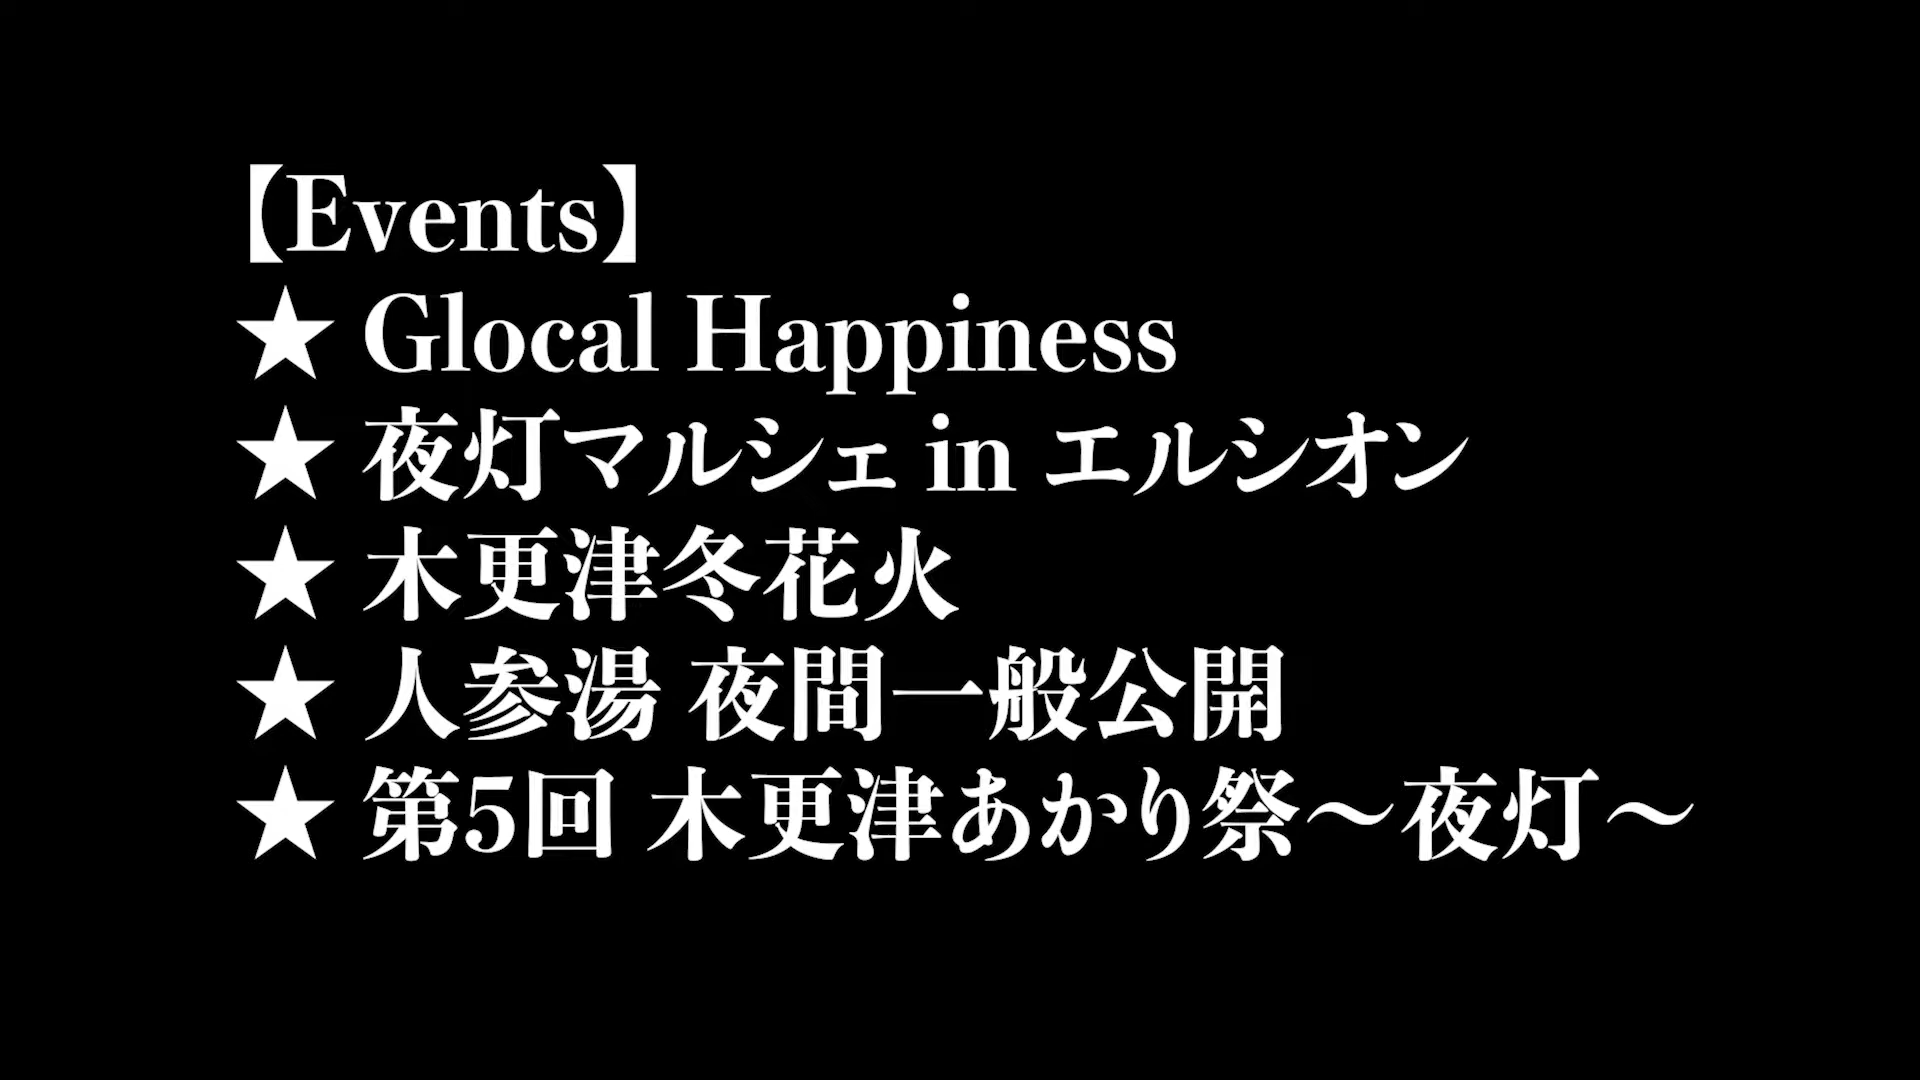 【Events】
★ Glocal Happiness
★ 夜灯マルシェ in エルシオン
★ 木更津冬花火
★ 人参湯 夜間一般公開
★ 第5回 木更津あかり祭～夜灯～